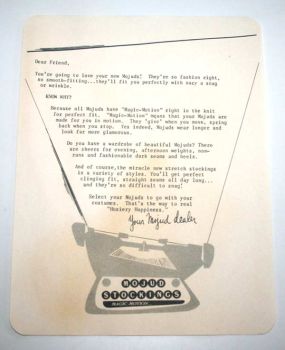 Dear Friend,
You're going to love your new Mojuds! They're so fashion right,
so smooth-fitting...they'll fit you perfectly with nary a snag
or wrinkle.
KNOW WHY?
Because all Mojuds have "Magic-Motion" right in the knit
for perfect fit. "Magic-Motion" means that your Mojuds are
made for you in motion. They "give" when you move, spring
back when you stop. Yes indeed, Mojuds wear longer and
look far more glamorous.
Do you have a wardrobe of beautiful Mojuds? There
are sheers for evening, afternoon weights, non-
runs and fashionable dark seams and heels.
And of course, the miracle new stretch stockings
in a variety of styles. You'll get perfect
clinging fit, straight seams all day long...
and they're so difficult to snag!
Select your Mojuds to go with your
costumes. That's the way to real
"Hosiery Happiness."
Your Mojud dealer
MOJUD
STOCKINGS
MAGIC MOTION